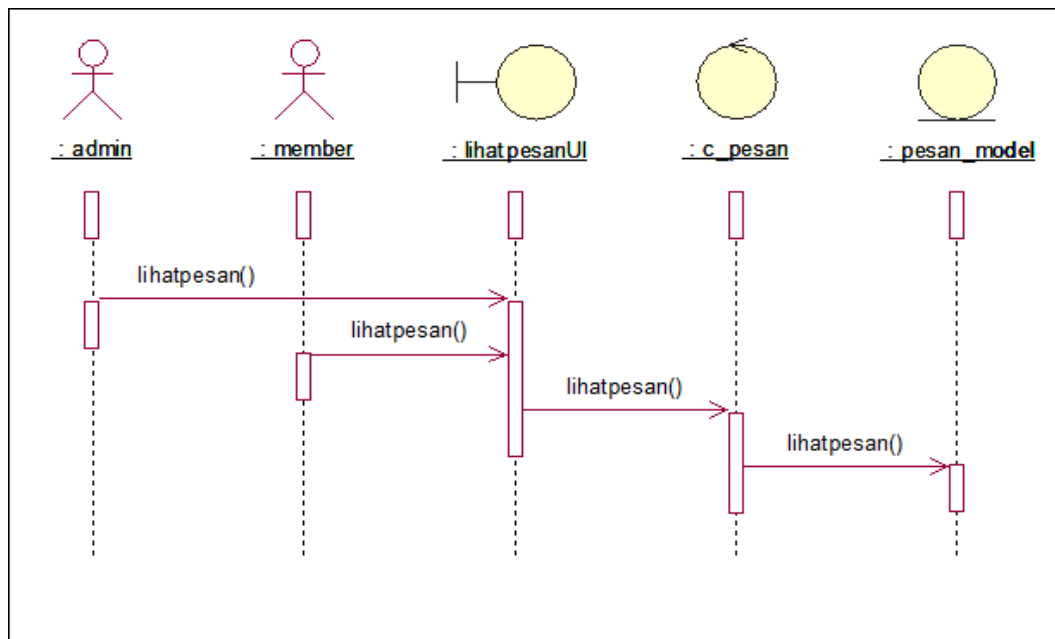 : admin
: member
: lihatpesanUI
: c_pesan
: pesan_model
lihatpesan()
lihatpesan()
lihatpesan()
lihatpesan()